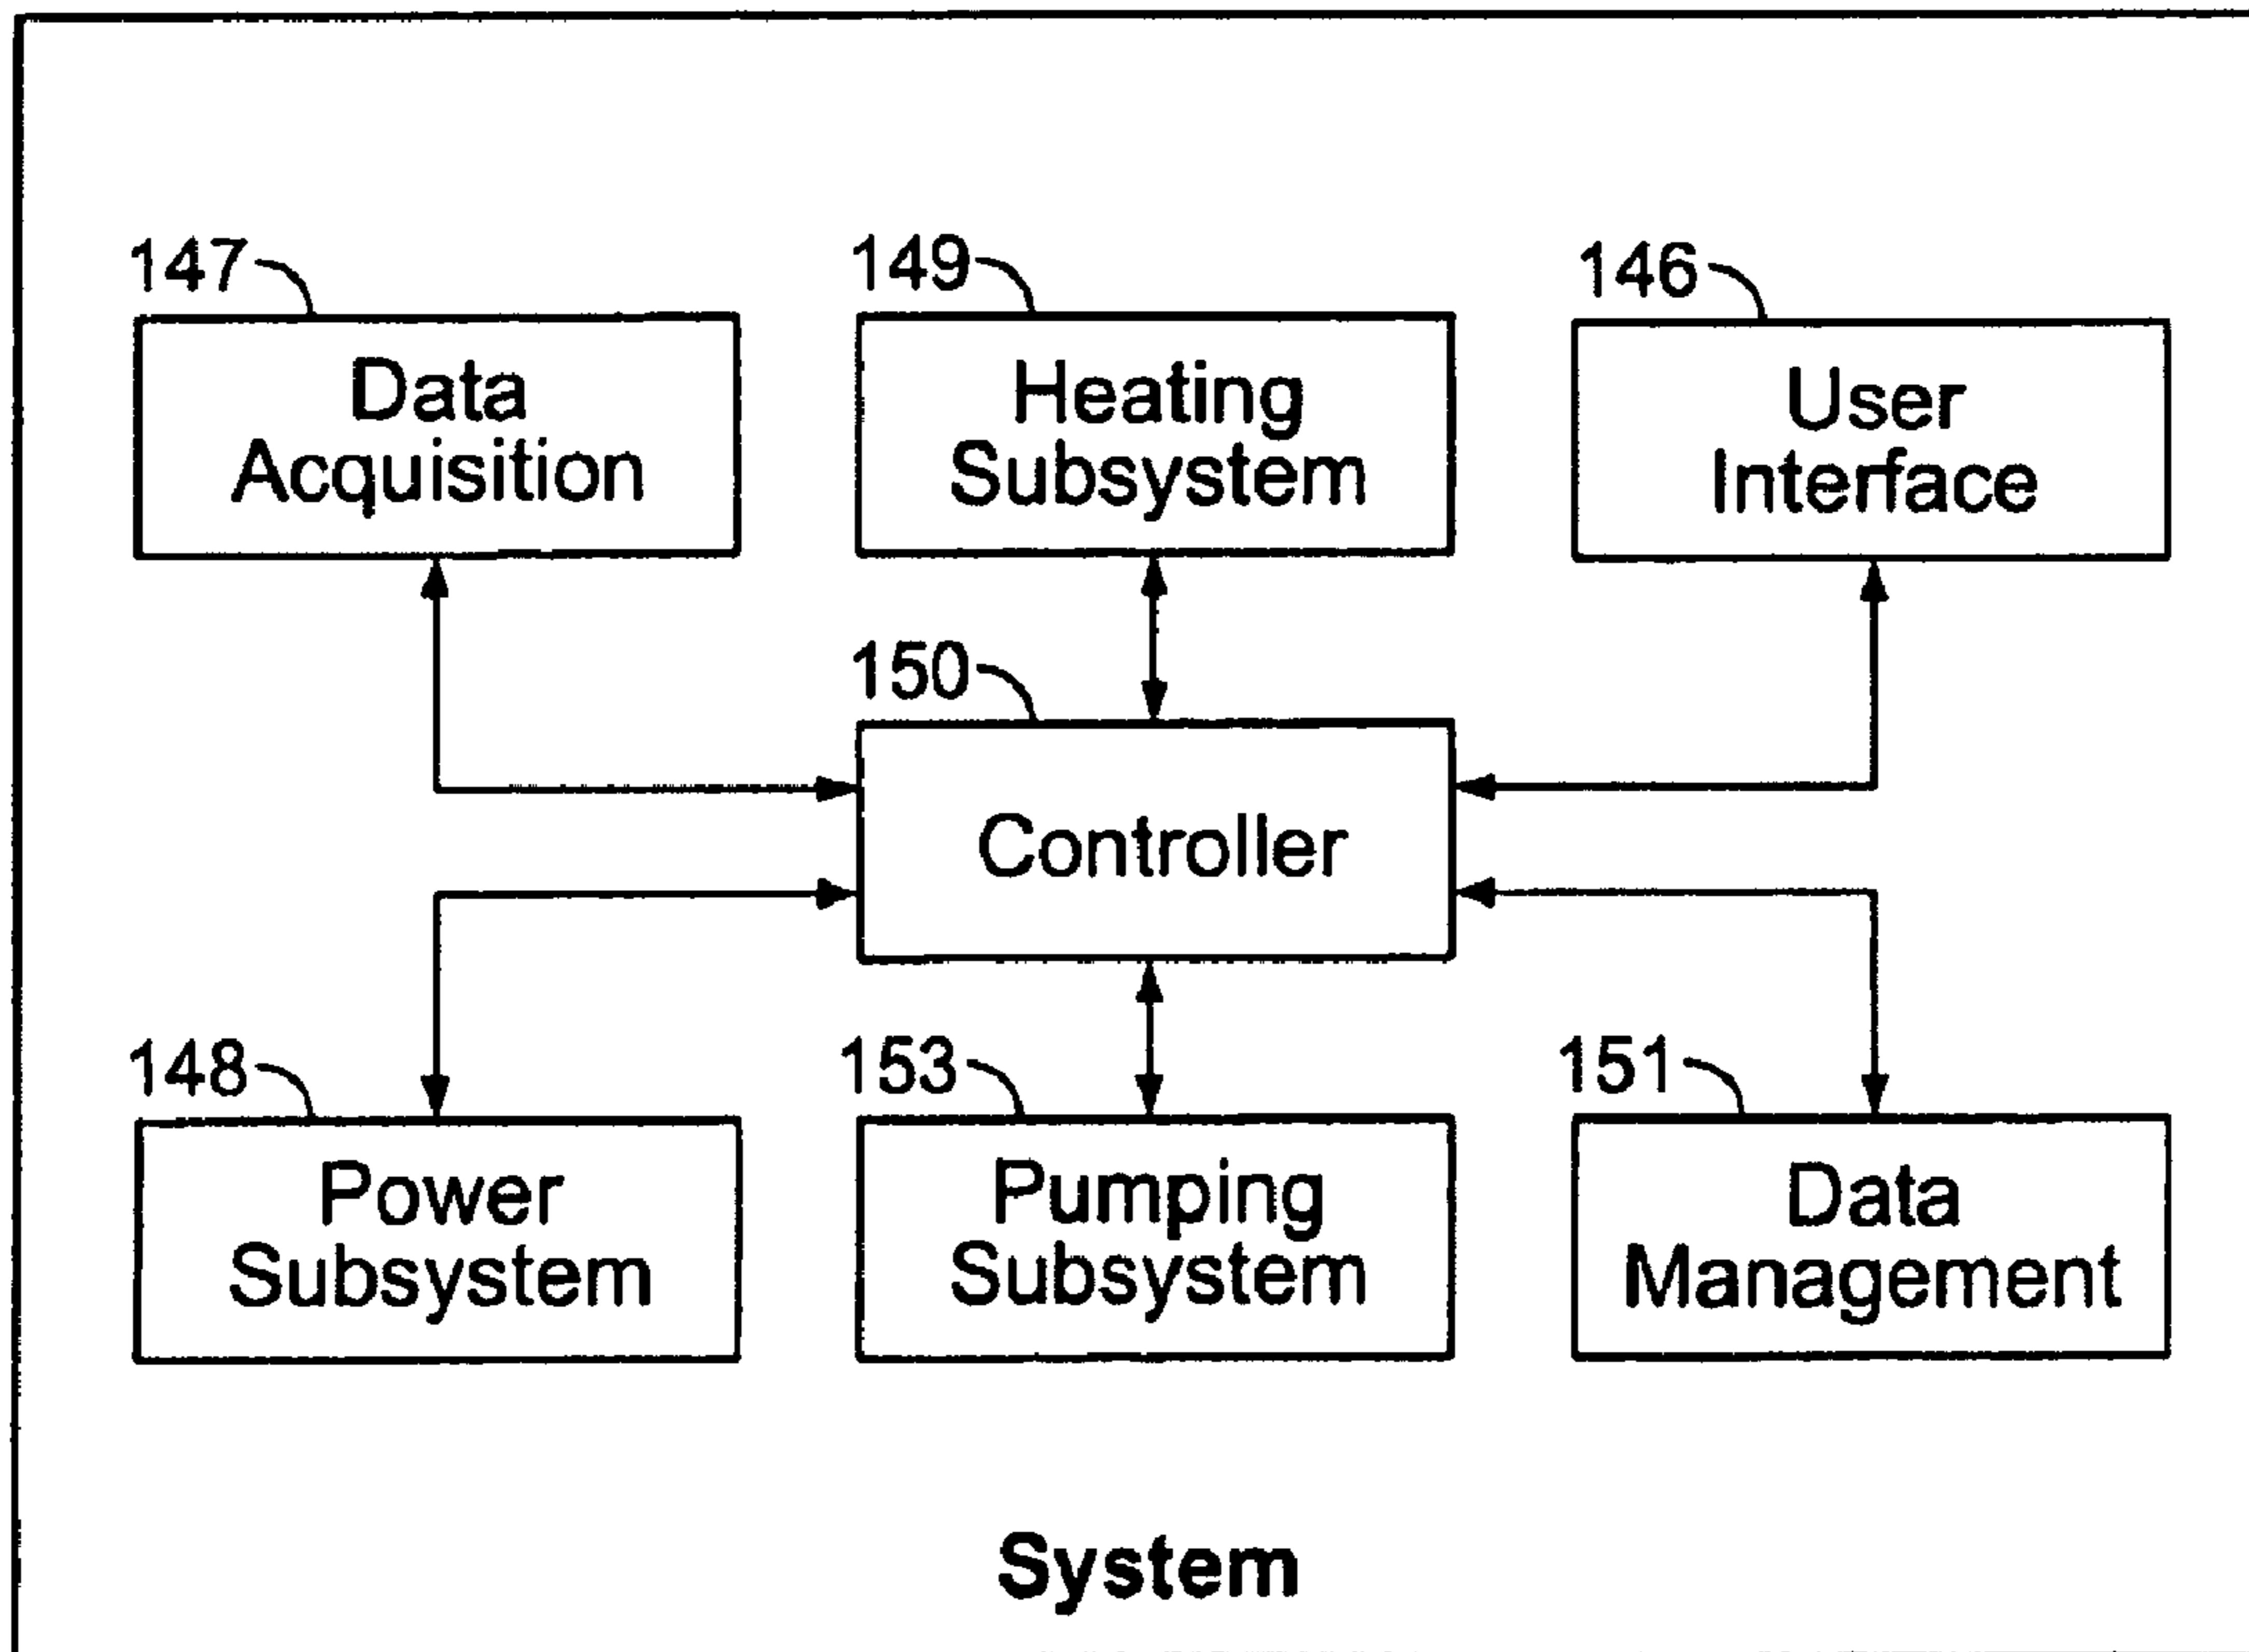 147
Data
Acquisition
149
Heating
Subsystem
146
User
Interface
150
Controller
148
Power
Subsystem
153
Pumping
Subsystem
151
Data
Management
System